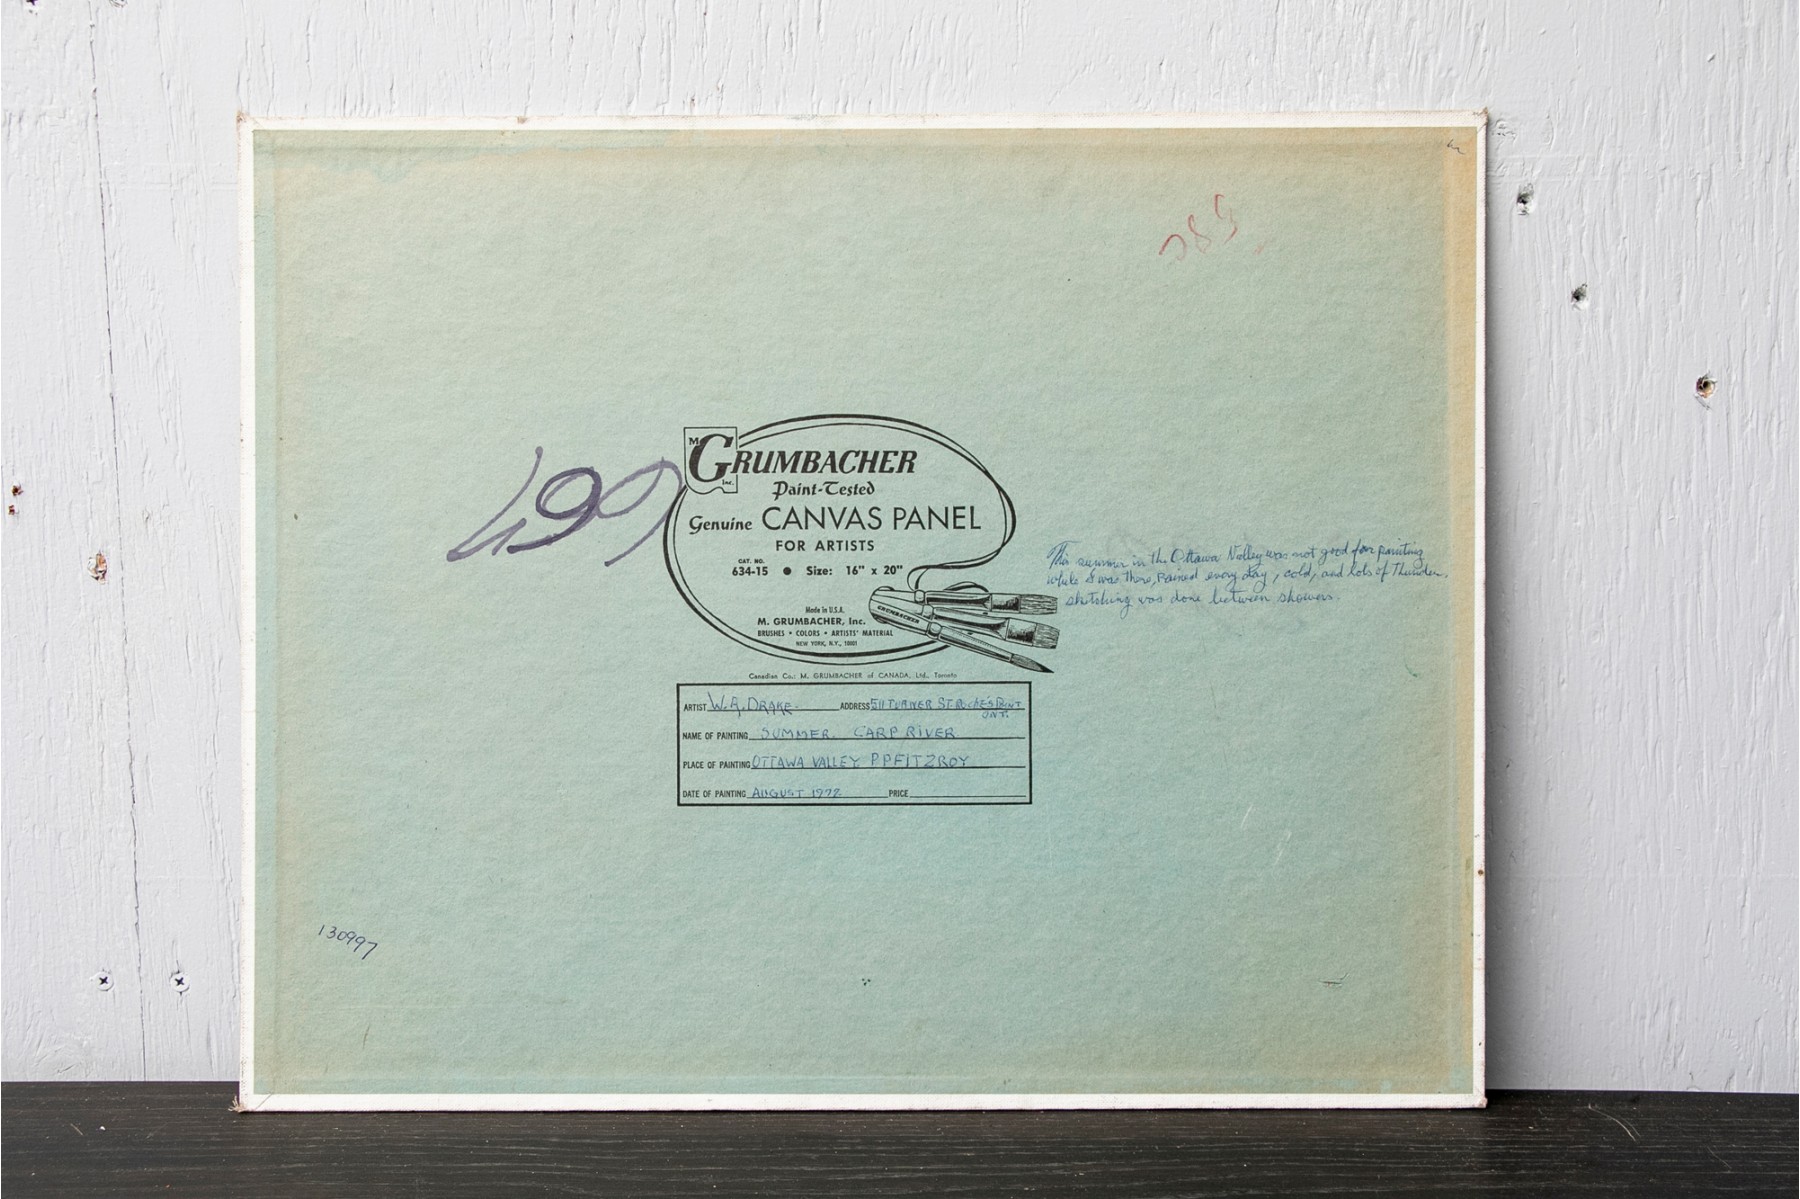 M GRUMBACHER Inc.
Paint-Tested
Genuine CANVAS PANEL
FOR ARTISTS
CAT. NO.
634-15 • Size: 16" x 20"
GRUMBACHER
Made in U.S.A.
M. GRUMBACHER, Inc.
BRUSHES • COLORS • ARTISTS' MATERIAL
NEW YORK, N.Y., 10001
Canadian Co.: M. GRUMBACHER of CANADA, Ltd., Toronto
ARTIST W. A. DRAKE. ADDRESS 511 TURNER ST. ROCHE'S POINT
ONT.
NAME OF PAINTING SUMMER. CARP RIVER
PLACE OF PAINTING OTTAWA VALLEY P.P. FITZROY
DATE OF PAINTING AUGUST 1972 PRICE
This summer in the Ottawa Valley was not good for painting
while I was there, Rained every day, cold, and lots of Thunder.
sketching was done between showers.
130997